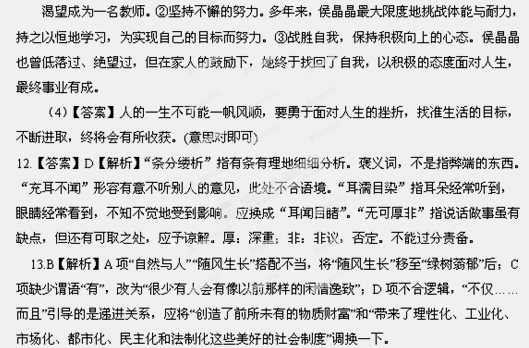 渴望成为一名教师。②坚持不懈的努力。多年来，侯晶晶最大限度地挑战体能与耐力，
持之以恒地学习，为实现自己的目标而努力。③战胜自我，保持积极向上的心态。侯晶晶
也曾低落过、绝望过，但在家人的鼓励下，她终于找回了自我，以积极的态度面对人生，
最终事业有成。
（4）【答案】人的一生不可能一帆风顺，要勇于面对人生的挫折，找准生活的目标，
不断进取，终将会有所收获。(意思对即可)
12.【答案】D【解析】“条分缕析”指有条有理地细细分析。褒义词，不是指弊端的东西。
“充耳不闻”形容有意不听别人的意见，此处不合语境。“耳濡目染”指耳朵经常听到，
眼睛经常看到，不知不觉地受到影响。应换成“耳闻目睹”。“无可厚非”指说话做事虽有
缺点，但还有可取之处，应予谅解。厚：深重；非：非议，否定。不能过分责备。
13.B【解析】A 项“自然与人”“随风生长”搭配不当，将“随风生长”移至“绿树蓊郁”后；C
项缺少谓语“有”，改为“很少有人会有像以前那样的闲情逸致”；D 项不合逻辑，“不仅……
而且”引导的是递进关系，应将“创造了前所未有的物质财富”和“带来了理性化、工业化、
市场化、都市化、民主化和法制化这些美好的社会制度”调换一下。